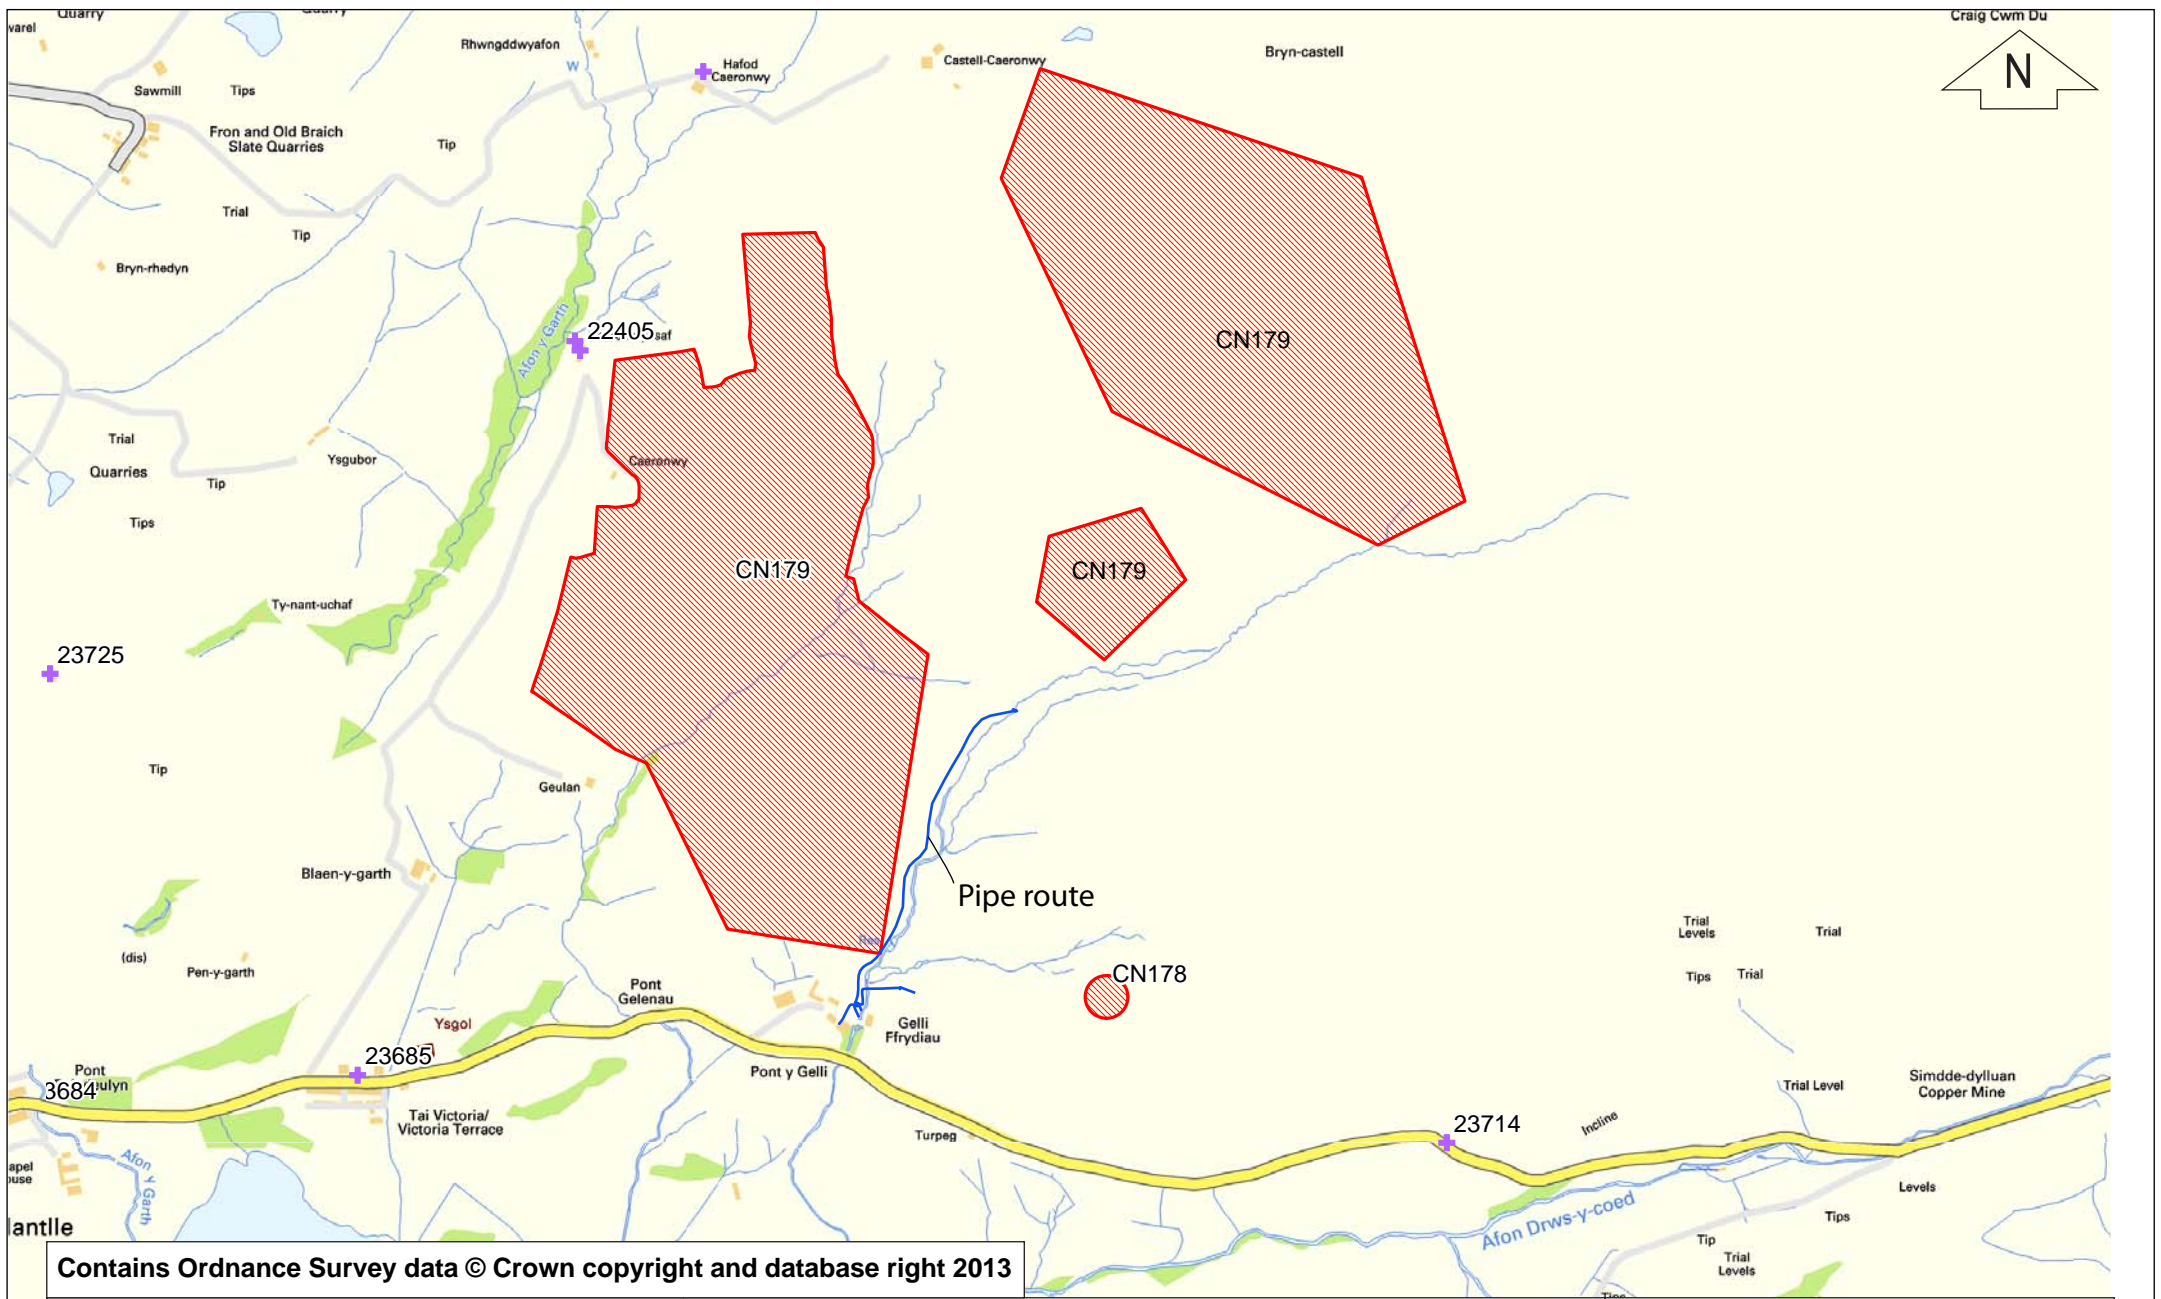 Quarry
Quarry
Craig Cwm Du
Rhwngddwyafon
W
Hafod
Caeronwy
Castell-Caeronwy
Bryn-castell
N
Sawmill
Tips
Fron and Old Braich
Slate Quarries
Tip
Trial
Tip
Bryn-rhedyn
Afon y Garth
22405
saf
CN179
Trial
Quarries
Ysgubor
Tip
Caeronwy
Tips
CN179
CN179
Ty-nant-uchaf
23725
Tip
Geulan
Blaen-y-garth
Pipe route
Trial
Levels
Trial
(dis)
Pen-y-garth
Tips
Trial
CN178
Pont
Gelenau
Ysgol
Gelli
Ffrydiau
23685
Pont
3684
eulyn
Pont y Gelli
Trial Level
Simdde-dylluan
Copper Mine
Tai Victoria/
Victoria Terrace
Turpeg
23714
Incline
Afon y Garth
Levels
Afon Drws-y-coed
Tips
lantlle
Tip
Trial
Levels
Contains Ordnance Survey data © Crown copyright and database right 2013